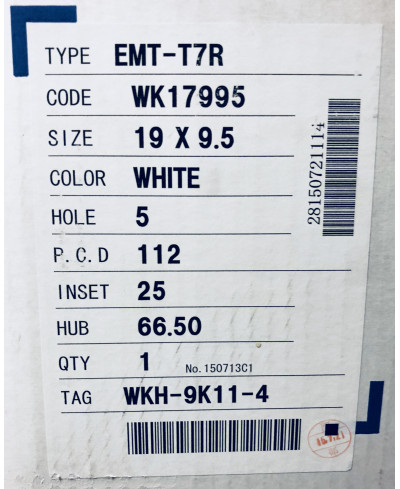 TYPE EMT-T7R
CODE WK17995
SIZE 19 X 9.5
COLOR WHITE
HOLE 5
P.C.D 112
INSET 25
HUB 66.50
QTY 1 No.150713C1
TAG WKH-9K11-4
28150721114